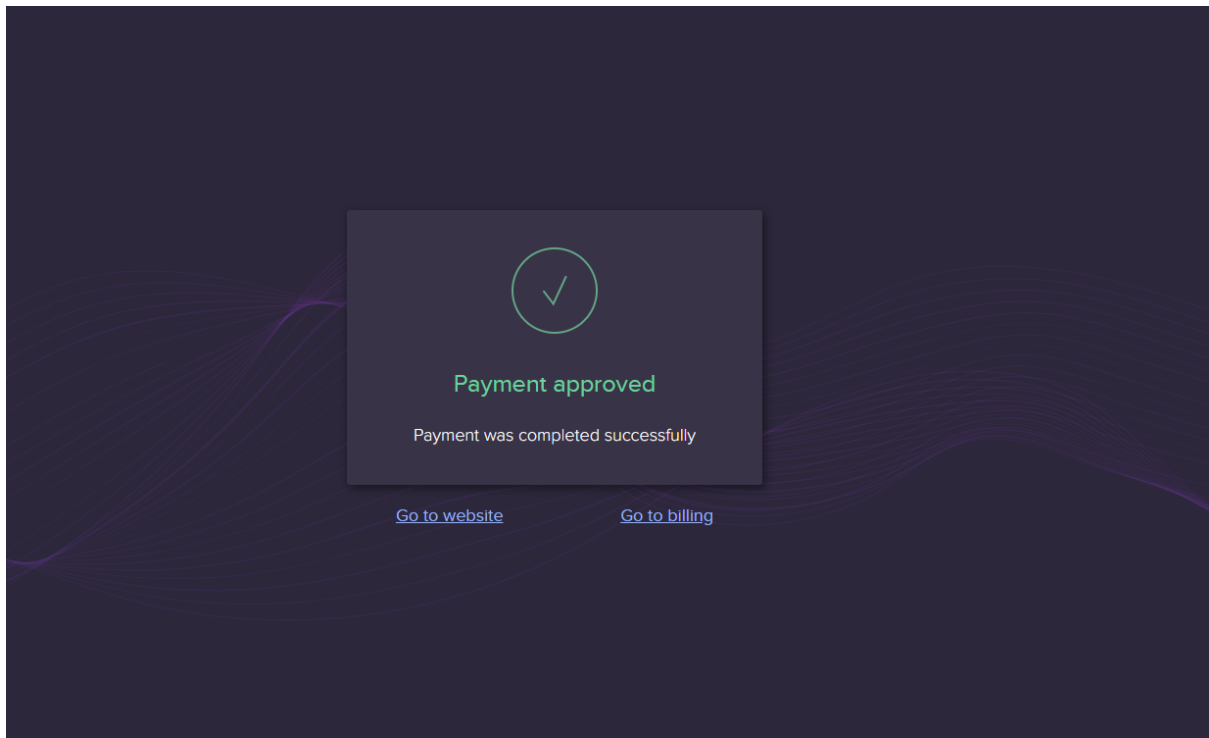 Payment approved
Payment was completed successfully
Go to website
Go to billing